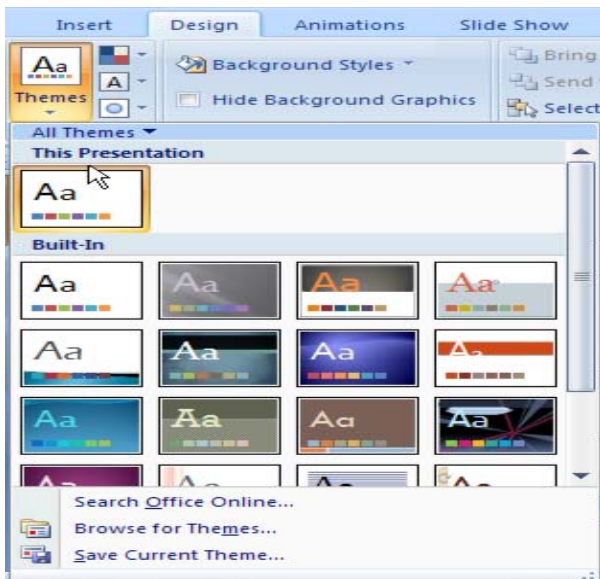 Insert Design Animations Slide Show
Aa Background Styles Bring
A Send
Themes Hide Background Graphics Select
All Themes
This Presentation
Aa
Built-In
Aa Aa Aa Aa
Aa Aa Aa Aa
Aa Aa Aa Aa
Search Office Online...
Browse for Themes...
Save Current Theme...